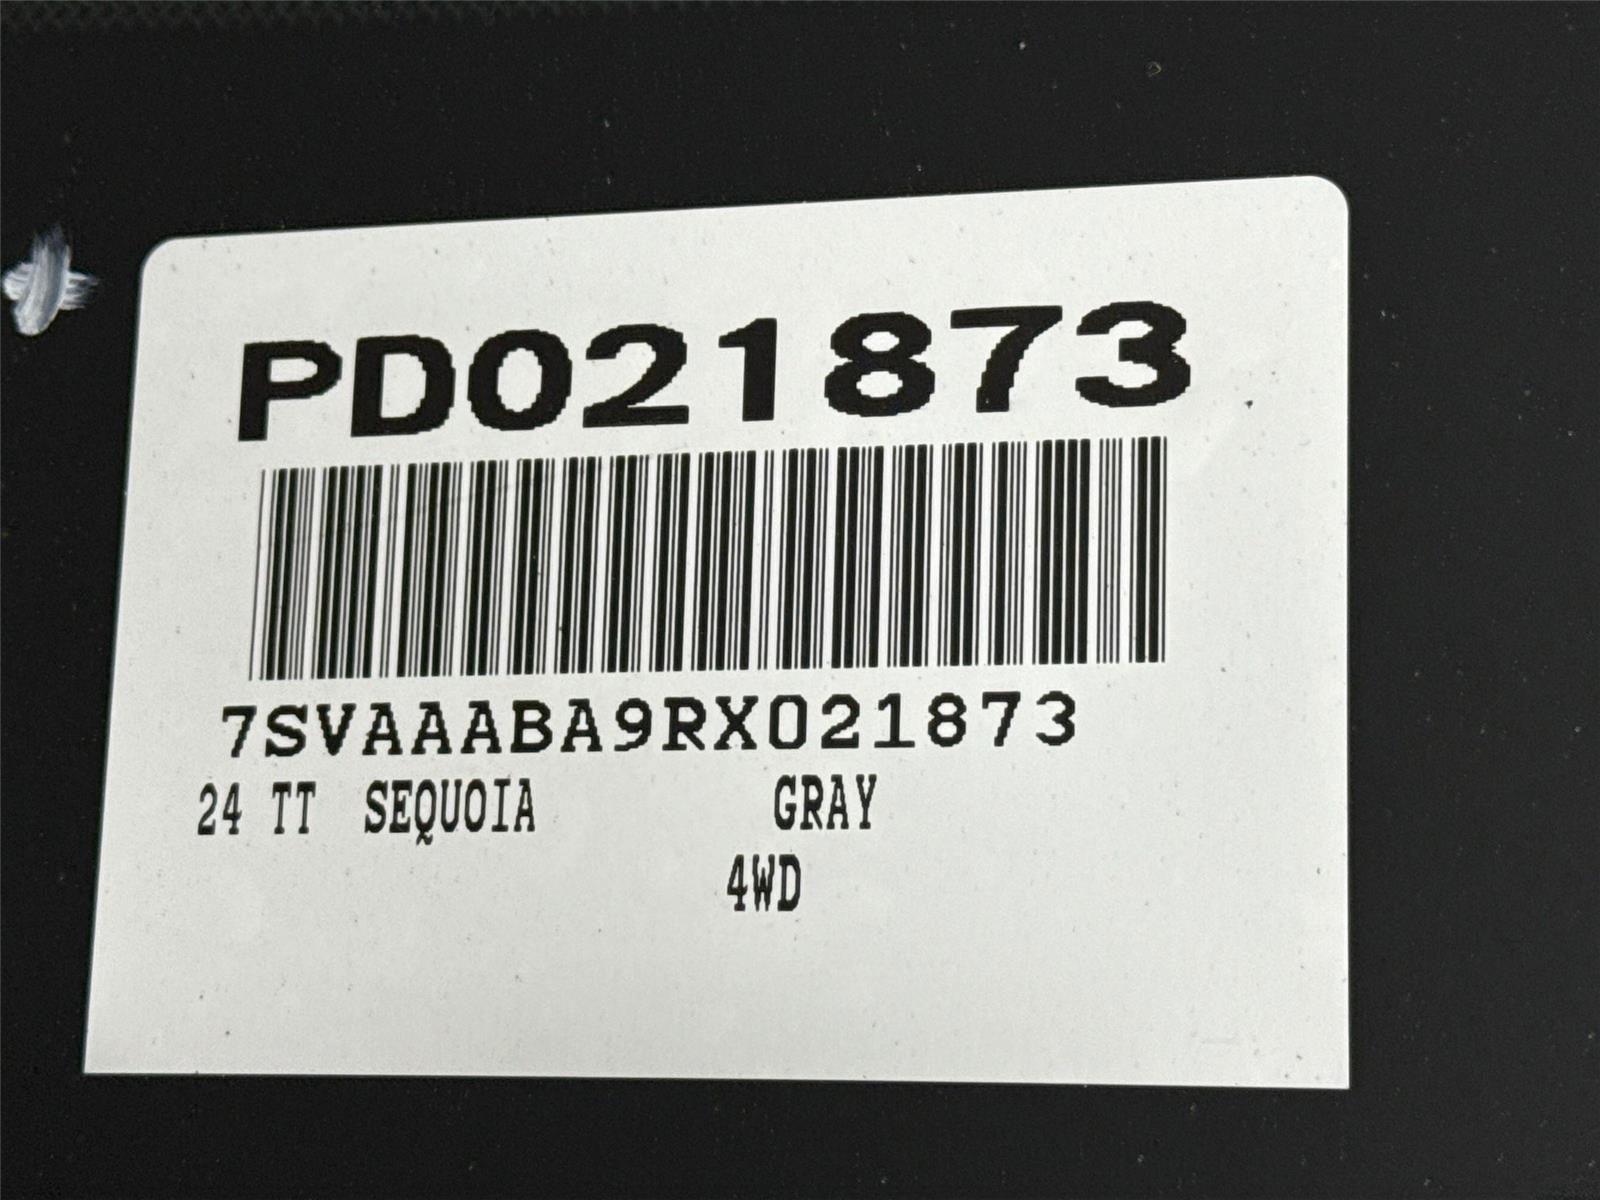 PD021873
7SVAAABA9RX021873
24 TT SEQUOIA GRAY
4WD